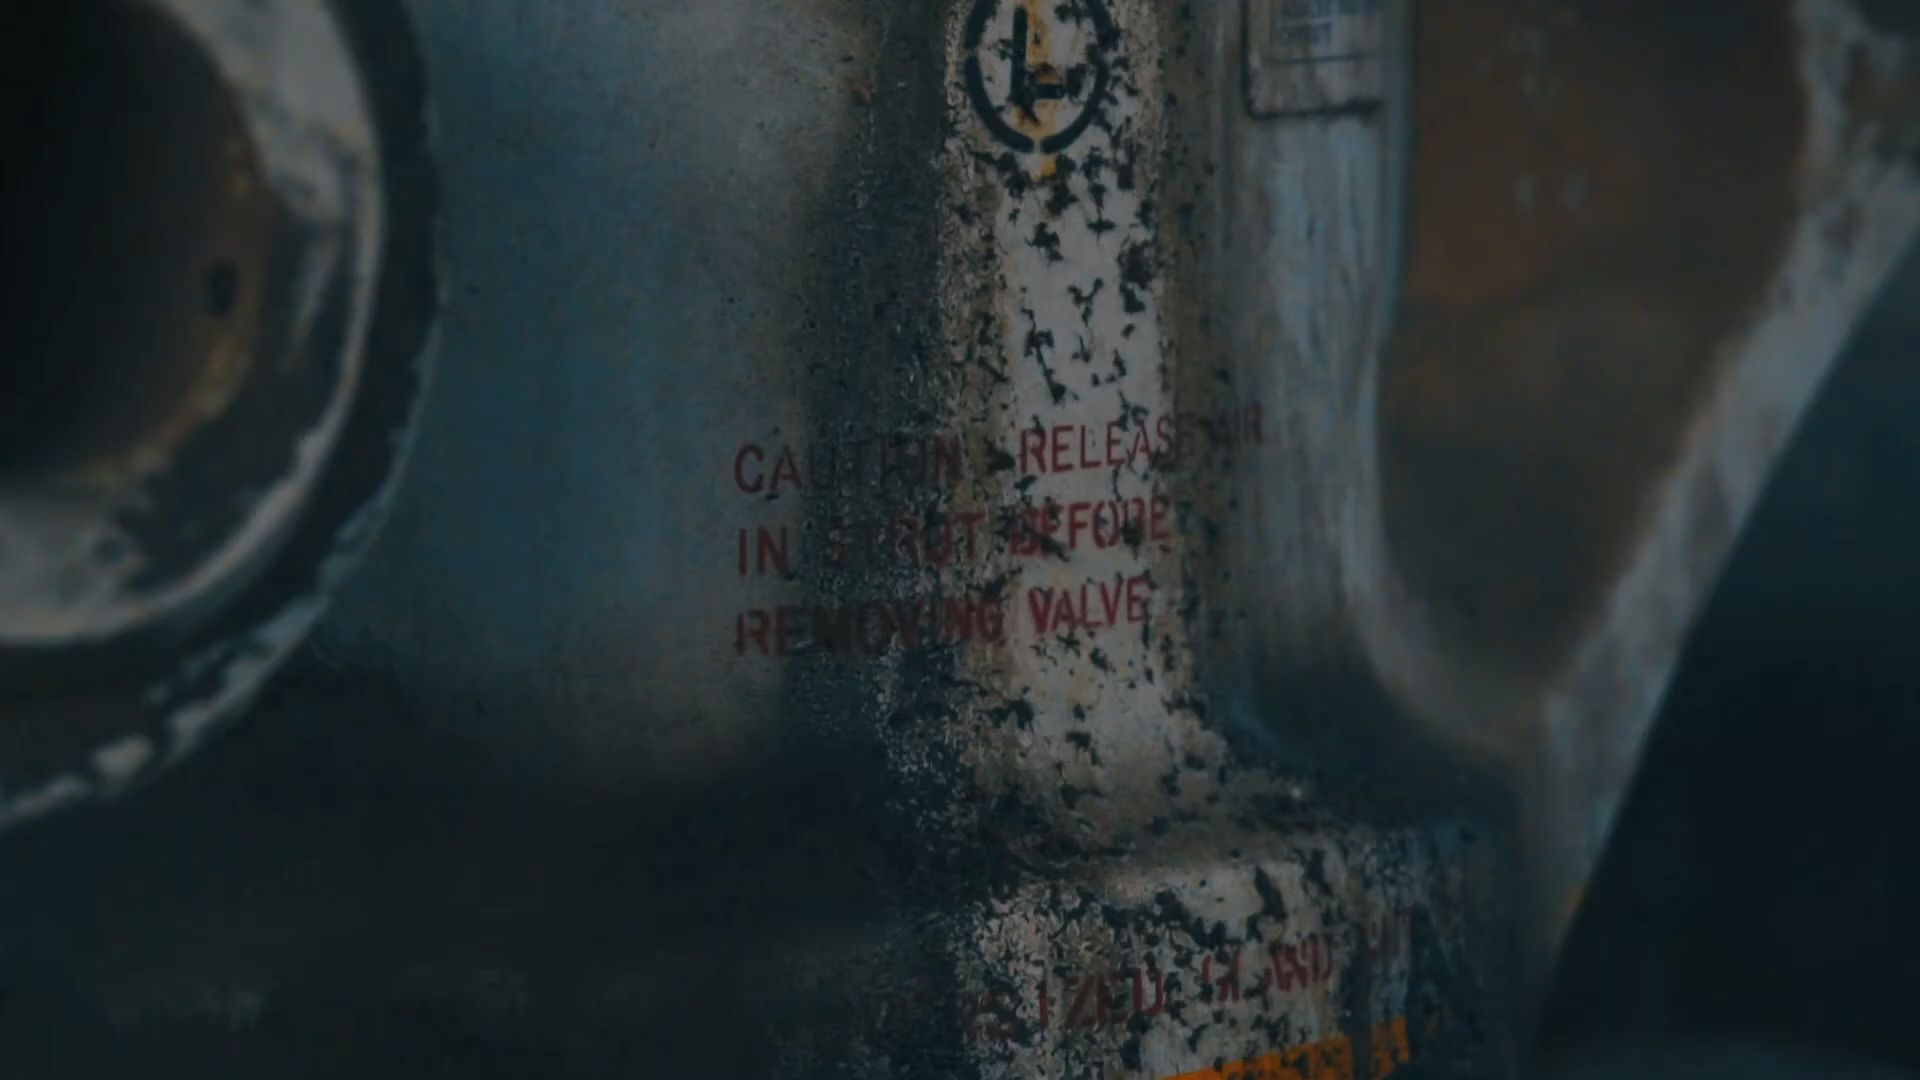 L
CAUTION RELEASE AIR
IN STRUT BEFORE
REMOVING VALVE